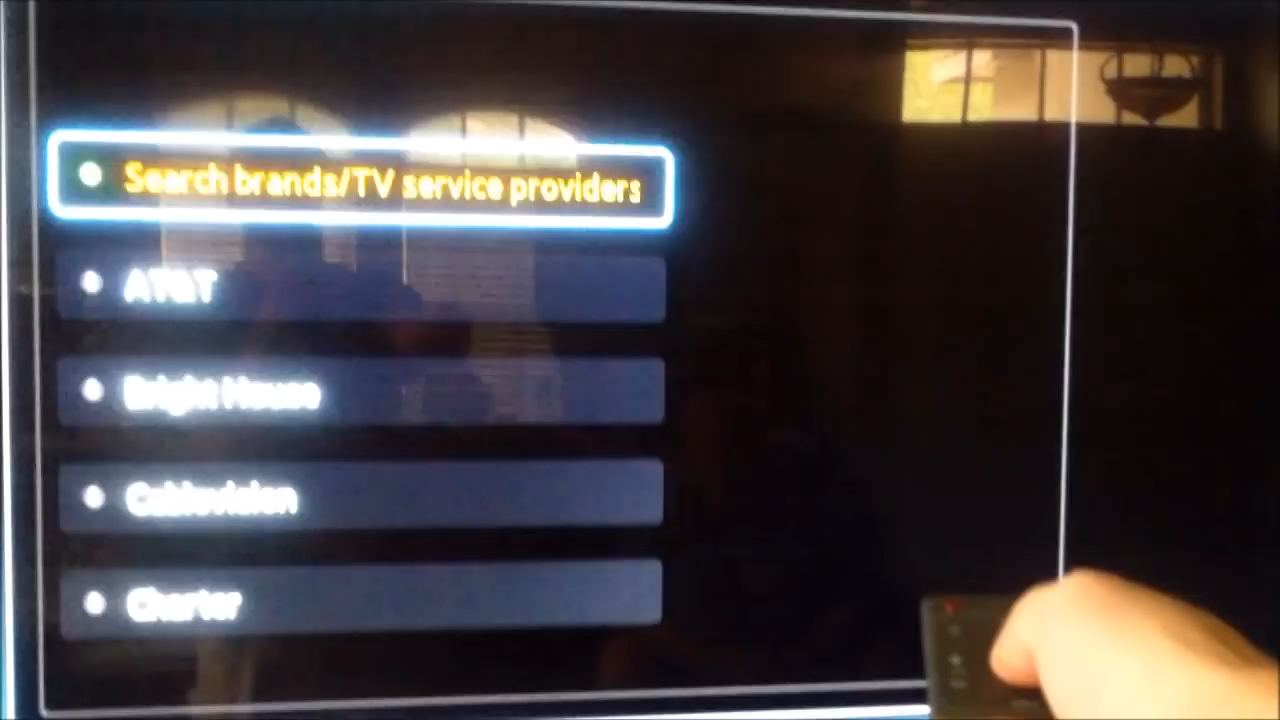 Search brands/TV service providers
AT&T
Bright House
Cablevision
Charter